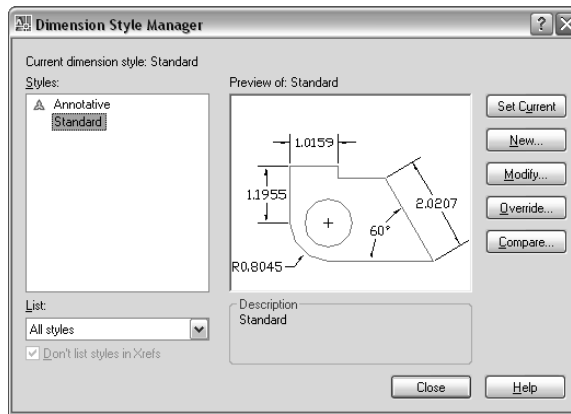 Dimension Style Manager
Current dimension style: Standard
Styles:
Annotative
Standard
Preview of: Standard
1.0159
1.1955
2.0207
60°
R0.8045
Set Current
New...
Modify...
Override...
Compare...
List:
All styles
Don't list styles in Xrefs
Description
Standard
Close
Help